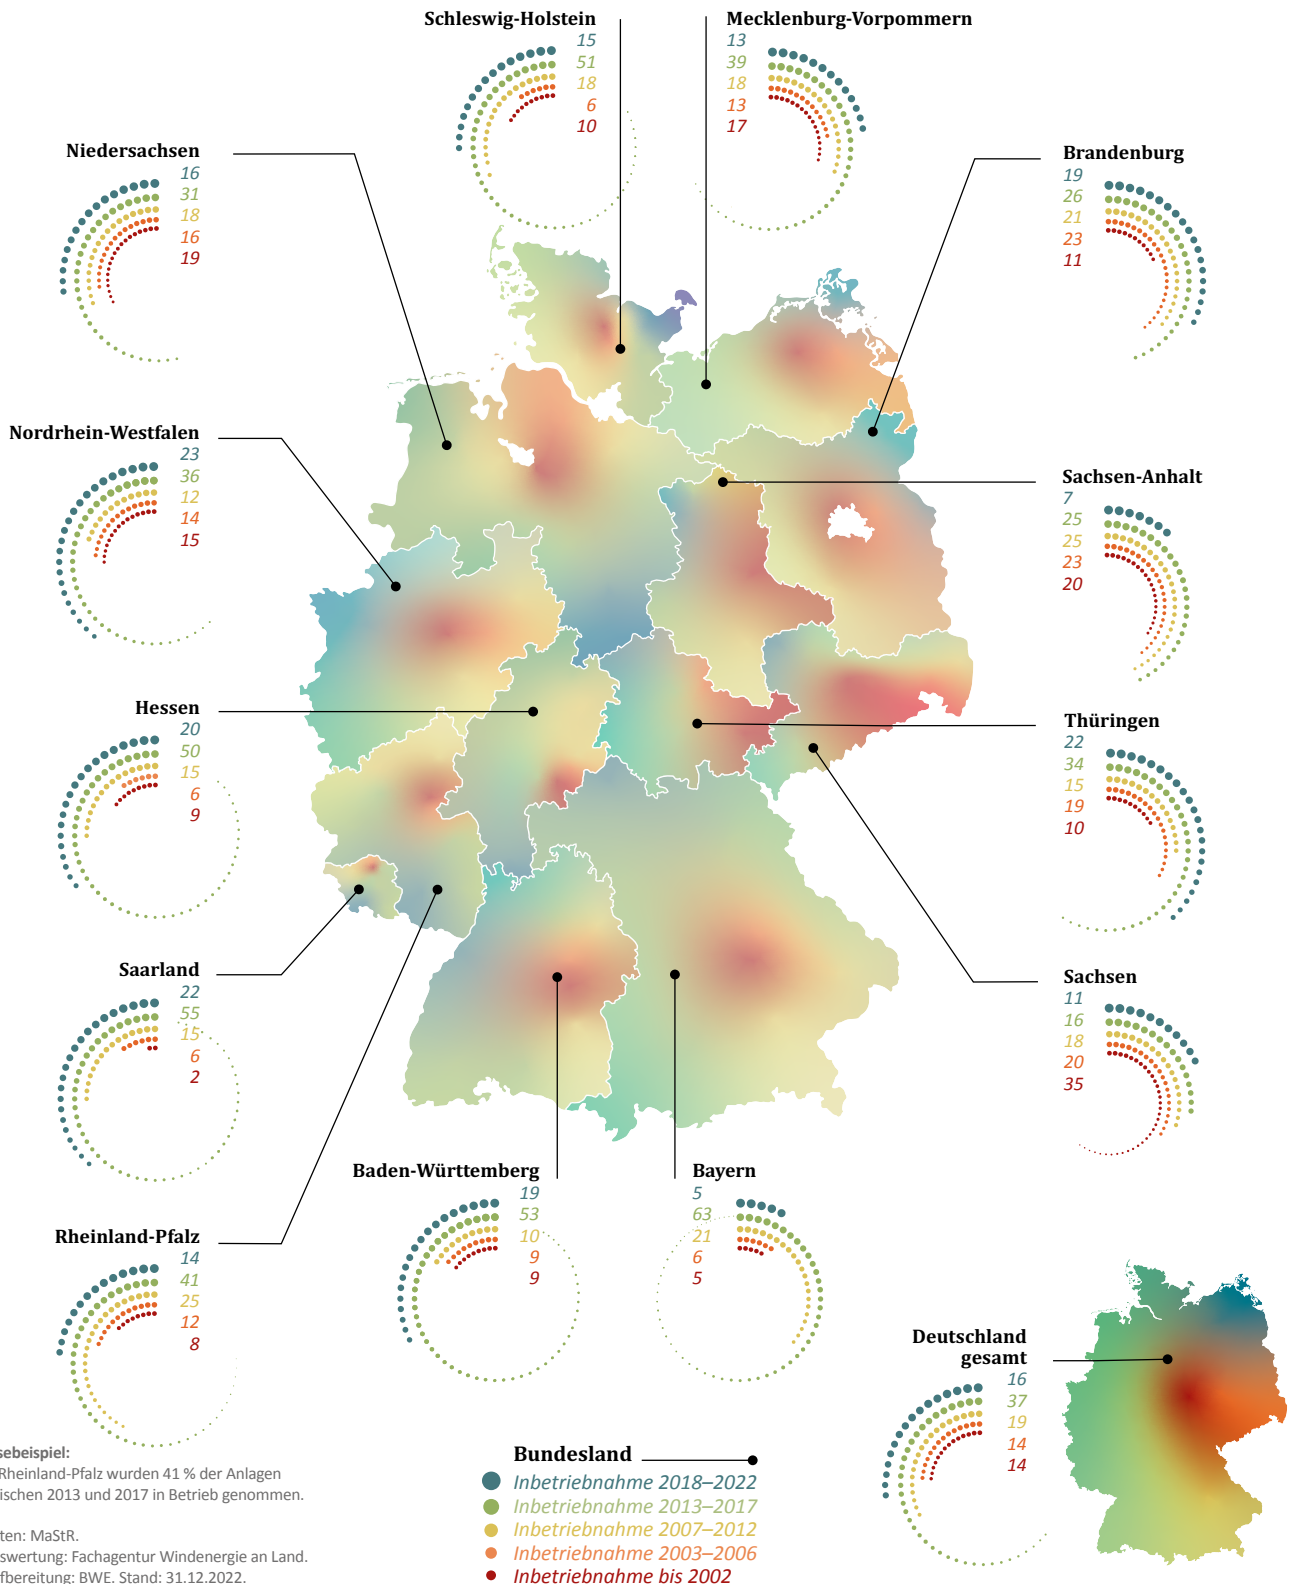 Schleswig-Holstein
15
51
18
6
10
Mecklenburg-Vorpommern
13
39
18
13
17
Niedersachsen
16
31
18
16
19
Brandenburg
19
26
21
23
11
Nordrhein-Westfalen
23
36
12
14
15
Sachsen-Anhalt
7
25
25
23
20
Hessen
20
50
15
6
9
Thüringen
22
34
15
19
10
Saarland
22
55
15
6
2
Sachsen
11
16
18
20
35
Rheinland-Pfalz
14
41
25
12
8
Baden-Württemberg
19
53
10
9
9
Bayern
5
63
21
6
5
Deutschland
gesamt
16
37
19
14
14
sebeispiel:
Rheinland-Pfalz wurden 41 % der Anlagen
ischen 2013 und 2017 in Betrieb genommen.
ten: MaStR.
swertung: Fachagentur Windenergie an Land.
fbereitung: BWE. Stand: 31.12.2022.
Bundesland
Inbetriebnahme 2018–2022
Inbetriebnahme 2013–2017
Inbetriebnahme 2007–2012
Inbetriebnahme 2003–2006
Inbetriebnahme bis 2002